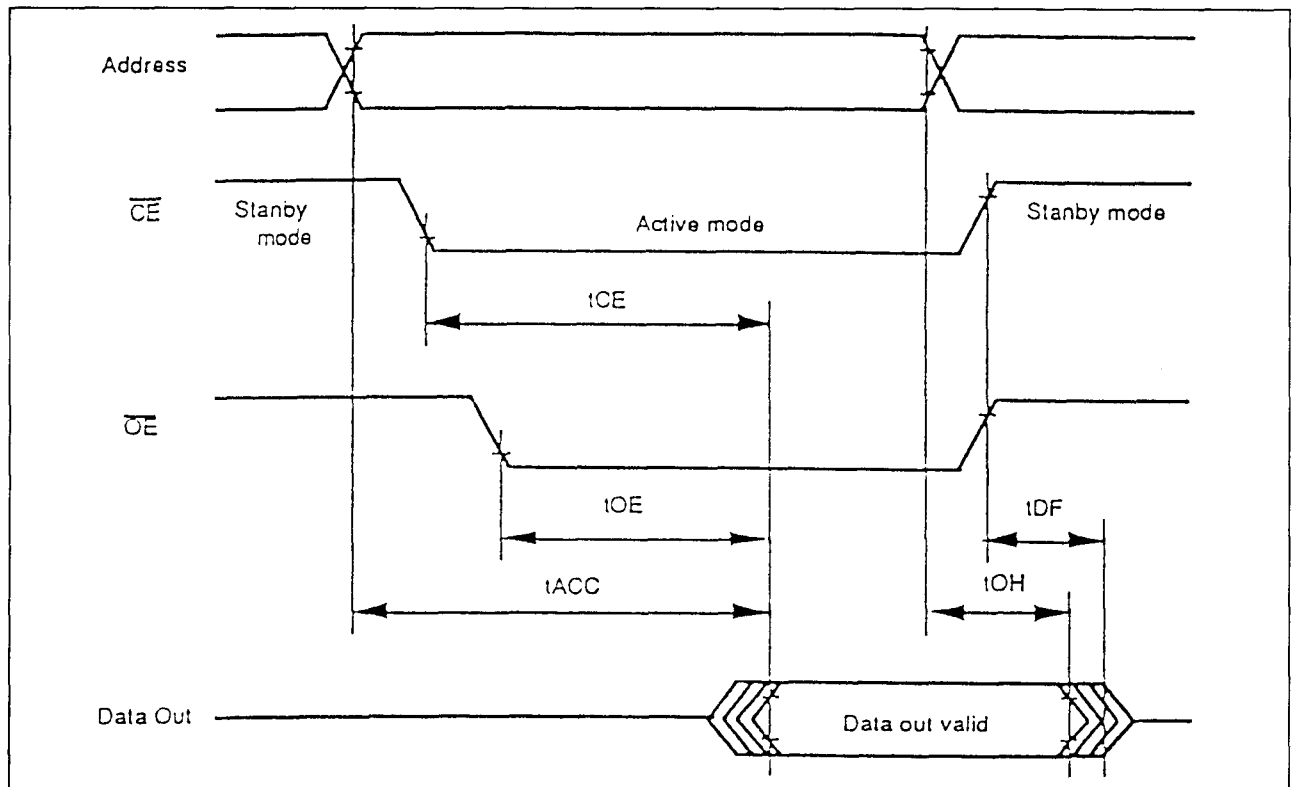 Address
CE
Stanby
mode
Active mode
Stanby mode
tCE
OE
tOE
tDF
tACC
tOH
Data Out
Data out valid